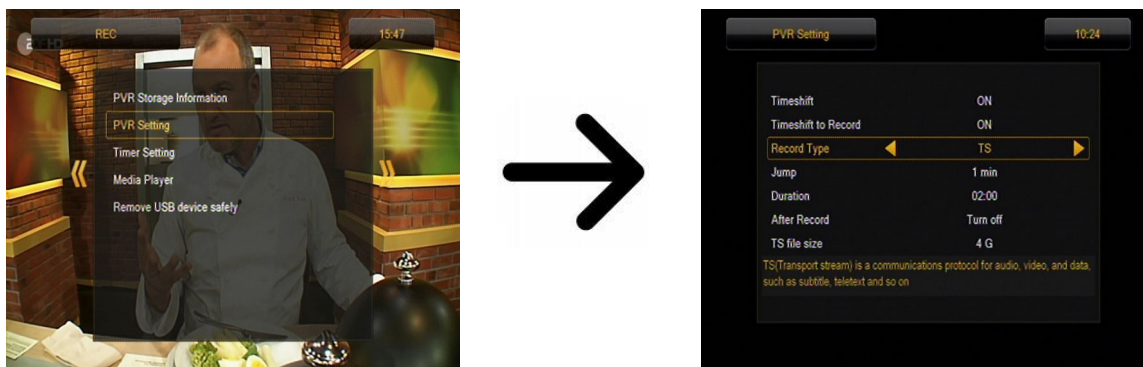 REC 15:47
PVR Storage Information
PVR Setting
Timer Setting
Media Player
Remove USB device safely
PVR Setting 10:24
Timeshift ON
Timeshift to Record ON
Record Type TS
Jump 1 min
Duration 02:00
After Record Turn off
TS file size 4 G
TS(Transport stream) is a communications protocol for audio, video, and data,
such as subtitle, teletext and so on